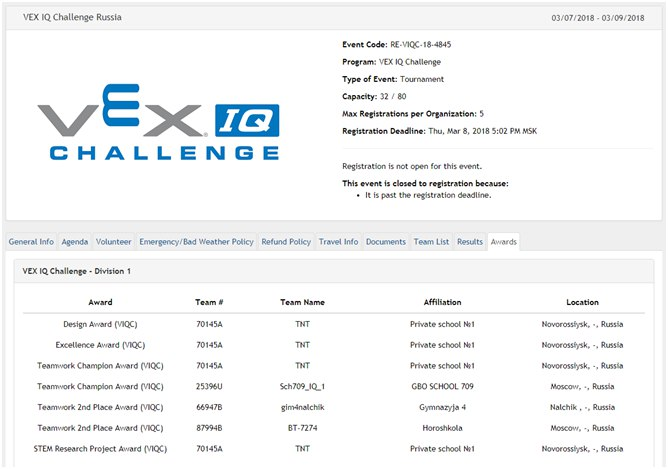 VEX IQ Challenge Russia 03/07/2018 - 03/09/2018
VEX IQ
CHALLENGE
Event Code: RE-VIQC-18-4845
Program: VEX IQ Challenge
Type of Event: Tournament
Capacity: 32 / 80
Max Registrations per Organization: 5
Registration Deadline: Thu, Mar 8, 2018 5:02 PM MSK
Registration is not open for this event.
This event is closed to registration because:
• It is past the registration deadline.
General Info Agenda Volunteer Emergency/Bad Weather Policy Refund Policy Travel Info Documents Team List Results Awards
VEX IQ Challenge - Division 1
Award Team # Team Name Affiliation Location
Design Award (VIQC) 70145A TNT Private school №1 Novorossiysk, -, Russia
Excellence Award (VIQC) 70145A TNT Private school №1 Novorossiysk, -, Russia
Teamwork Champion Award (VIQC) 70145A TNT Private school №1 Novorossiysk, -, Russia
Teamwork Champion Award (VIQC) 25396U Sch709_IQ_1 GBO SCHOOL 709 Moscow, -, Russia
Teamwork 2nd Place Award (VIQC) 66947B gim4nalchik Gymnazyja 4 Nalchik , -, Russia
Teamwork 2nd Place Award (VIQC) 87994B BT-7274 Horoshkola Moscow, -, Russia
STEM Research Project Award (VIQC) 70145A TNT Private school №1 Novorossiysk, -, Russia